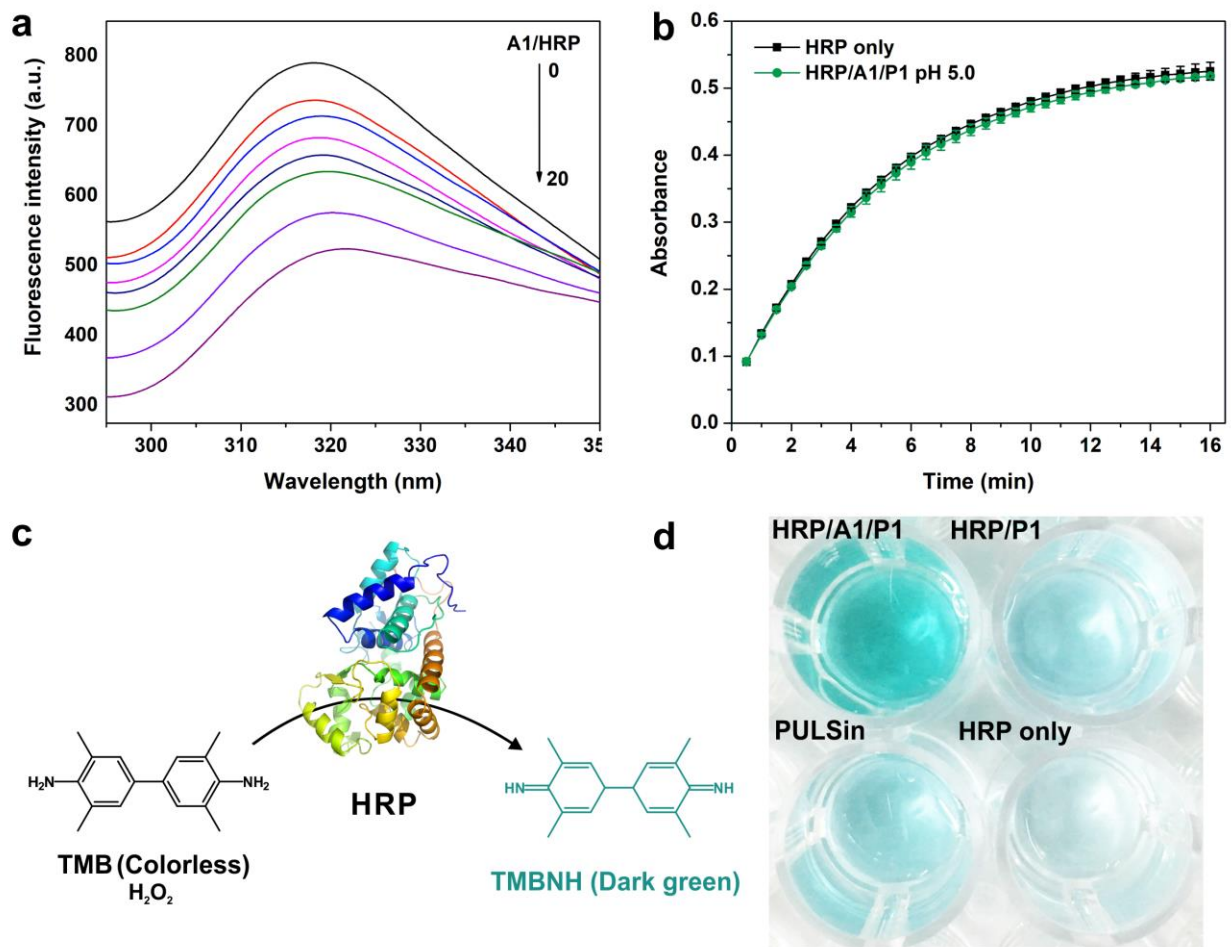 a
Fluorescence intensity (a.u.)
800
700
600
500
400
300
A1/HRP
0
20
300
310
320
330
340
35
Wavelength (nm)
b
Absorbance
0.6
0.5
0.4
0.3
0.2
0.1
0.0
HRP only
HRP/A1/P1 pH 5.0
0
2
4
6
8
10
12
14
16
Time (min)
c
H₂N
NH₂
TMB (Colorless)
H₂O₂
HRP
HN
NH
TMBNH (Dark green)
d
HRP/A1/P1
HRP/P1
PULSin
HRP only